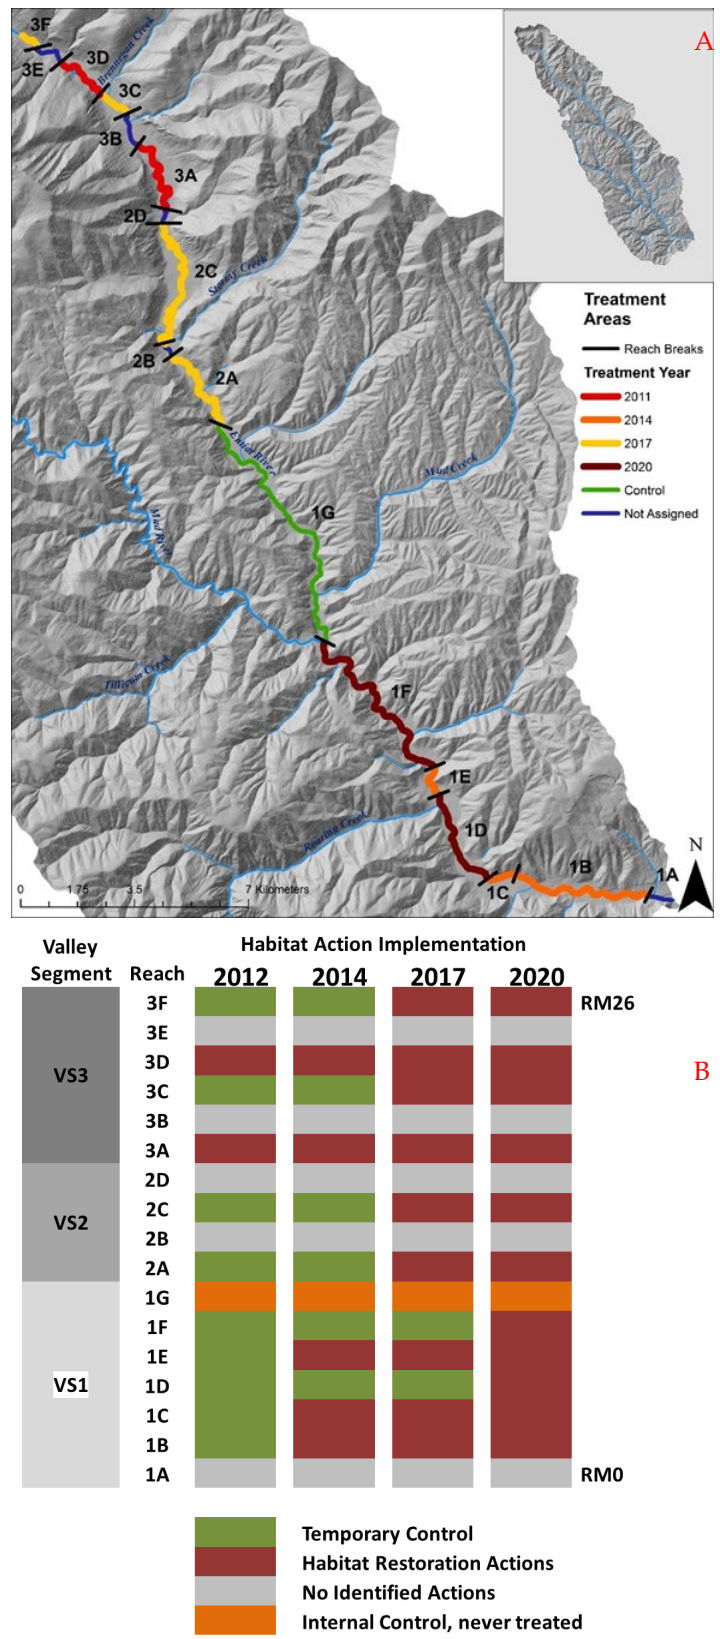 A
3F
3E
3D
Brennegan Creek
3C
3B
3A
2D
2C
Stormy Creek
2B
2A
Entiat River
Mud Creek
1G
Mad River
Tillicum Creek
1F
1E
1D
Roaring Creek
1C
1B
1A
N
Treatment
Areas
Reach Breaks
Treatment Year
2011
2014
2017
2020
Control
Not Assigned
0 1.75 3.5 7 Kilometers
B
Valley
Segment
Reach
Habitat Action Implementation
2012 2014 2017 2020
3F RM26
3E
3D
VS3
3C
3B
3A
2D
2C
VS2
2B
2A
1G
1F
1E
VS1
1D
1C
1B
1A RM0
Temporary Control
Habitat Restoration Actions
No Identified Actions
Internal Control, never treated